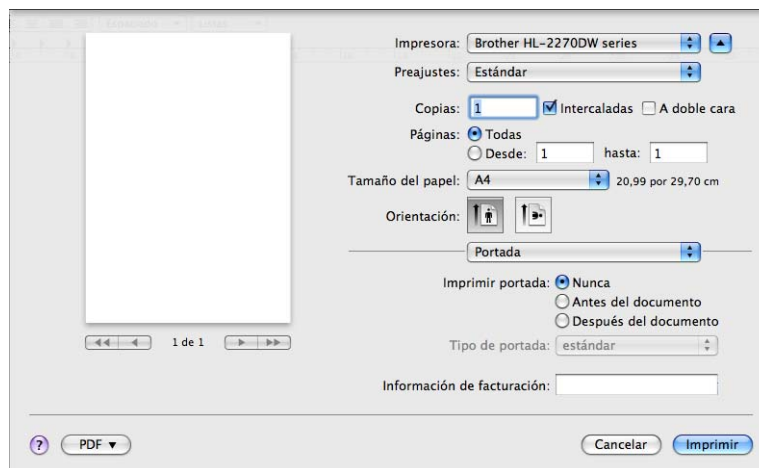 Impresora: Brother HL-2270DW series
Preajustes: Estándar
Copias: 1 Intercaladas A doble cara
Páginas: Todas
Desde: 1 hasta: 1
Tamaño del papel: A4 20,99 por 29,70 cm
Orientación:
Portada
Imprimir portada: Nunca
Antes del documento
Después del documento
1 de 1
Tipo de portada: estándar
Información de facturación:
? PDF Cancelar Imprimir